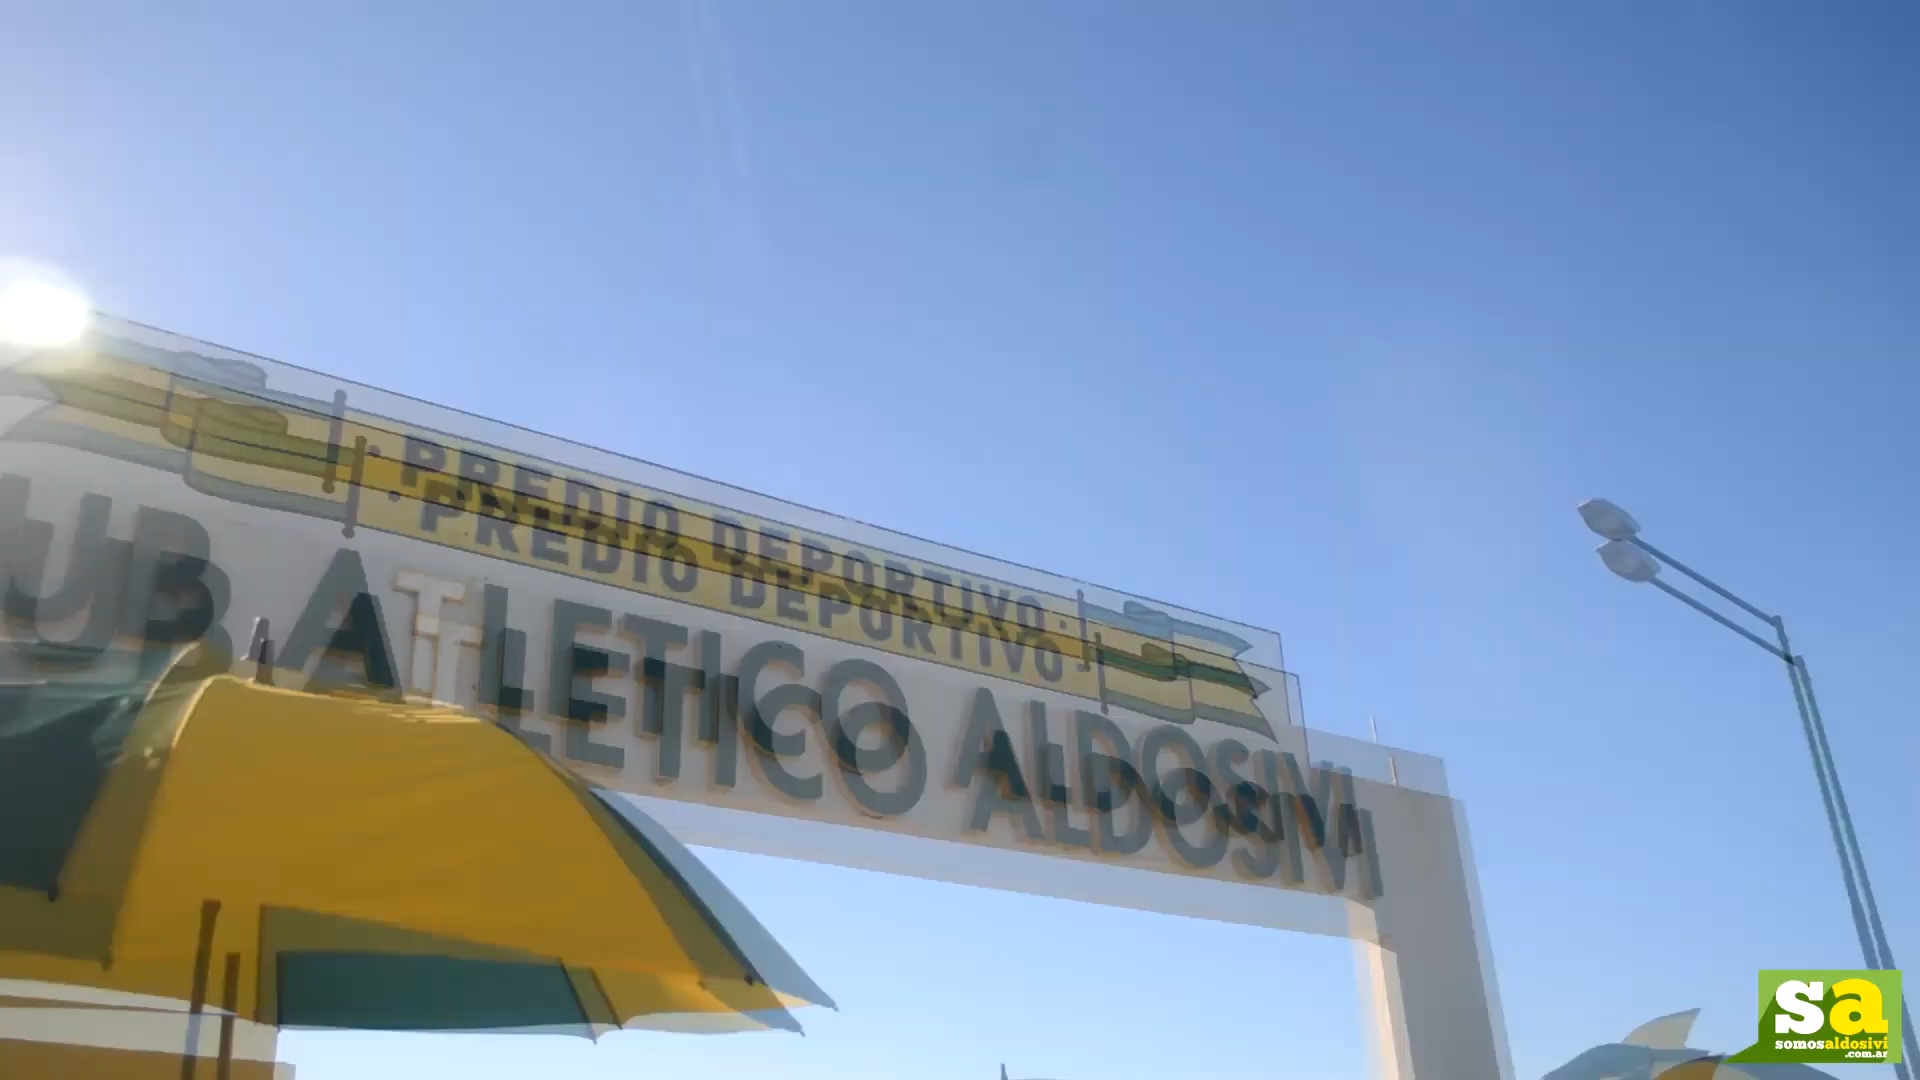 · PREDIO DEPORTIVO ·
UB. ATLETICO ALDOSIVI
sa
somosaldosivi
.com.ar